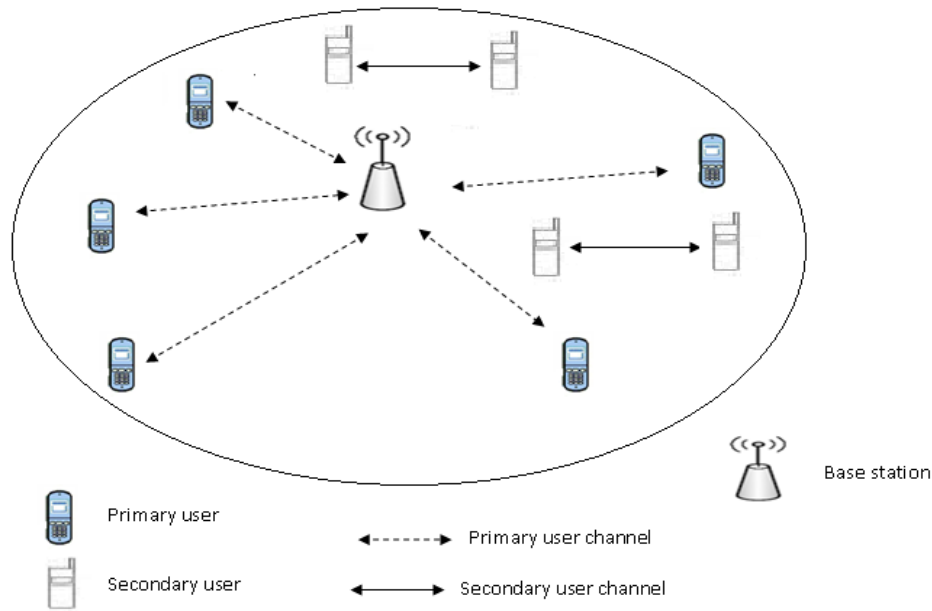 Base station
Primary user
Primary user channel
Secondary user
Secondary user channel